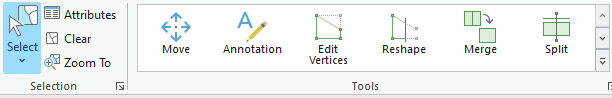 Select
Attributes
Clear
Zoom To
Selection
Move
Annotation
Edit
Vertices
Reshape
Merge
Split
Tools